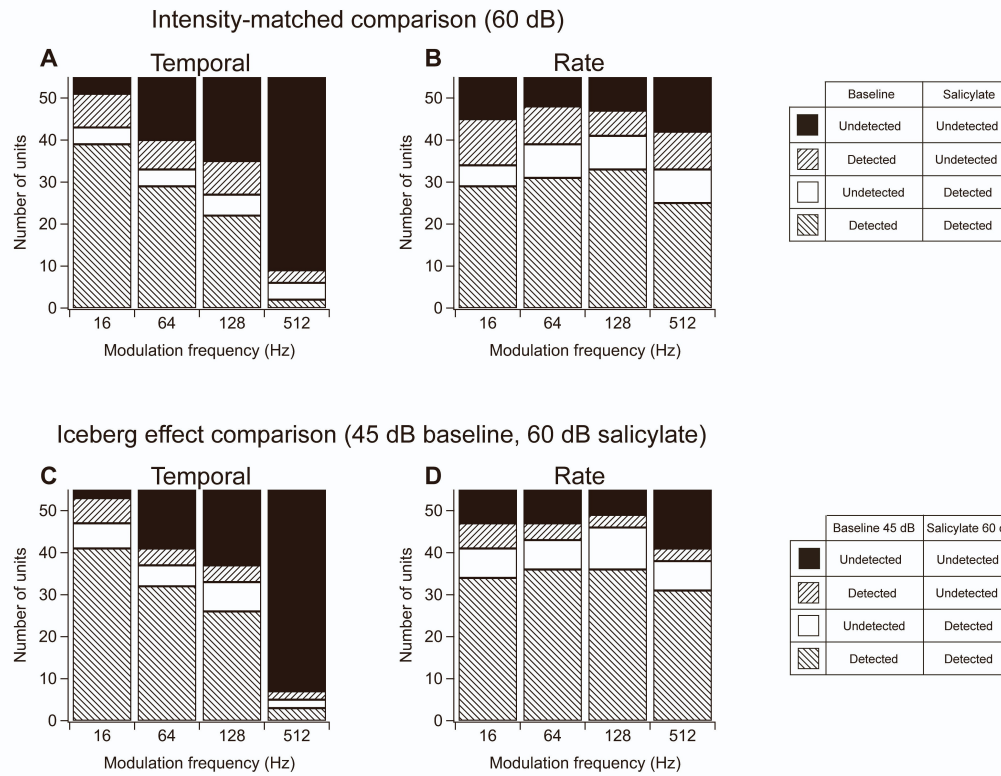 Intensity-matched comparison (60 dB)
A Temporal
50
40
30
20
10
0
Number of units
16 64 128 512
Modulation frequency (Hz)
B Rate
50
40
30
20
10
0
Number of units
16 64 128 512
Modulation frequency (Hz)
Baseline Salicylate
Undetected Undetected
Detected Undetected
Undetected Detected
Detected Detected
Iceberg effect comparison (45 dB baseline, 60 dB salicylate)
C Temporal
50
40
30
20
10
0
Number of units
16 64 128 512
Modulation frequency (Hz)
D Rate
50
40
30
20
10
0
Number of units
16 64 128 512
Modulation frequency (Hz)
Baseline 45 dB Salicylate 60 d
Undetected Undetected
Detected Undetected
Undetected Detected
Detected Detected